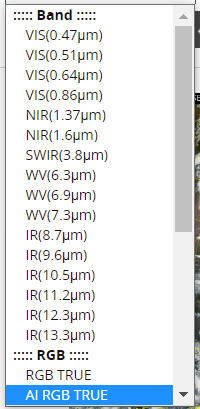 ::::: Band :::::
VIS(0.47μm)
VIS(0.51μm)
VIS(0.64μm)
VIS(0.86μm)
NIR(1.37μm)
NIR(1.6μm)
SWIR(3.8μm)
WV(6.3μm)
WV(6.9μm)
WV(7.3μm)
IR(8.7μm)
IR(9.6μm)
IR(10.5μm)
IR(11.2μm)
IR(12.3μm)
IR(13.3μm)
::::: RGB :::::
RGB TRUE
AI RGB TRUE